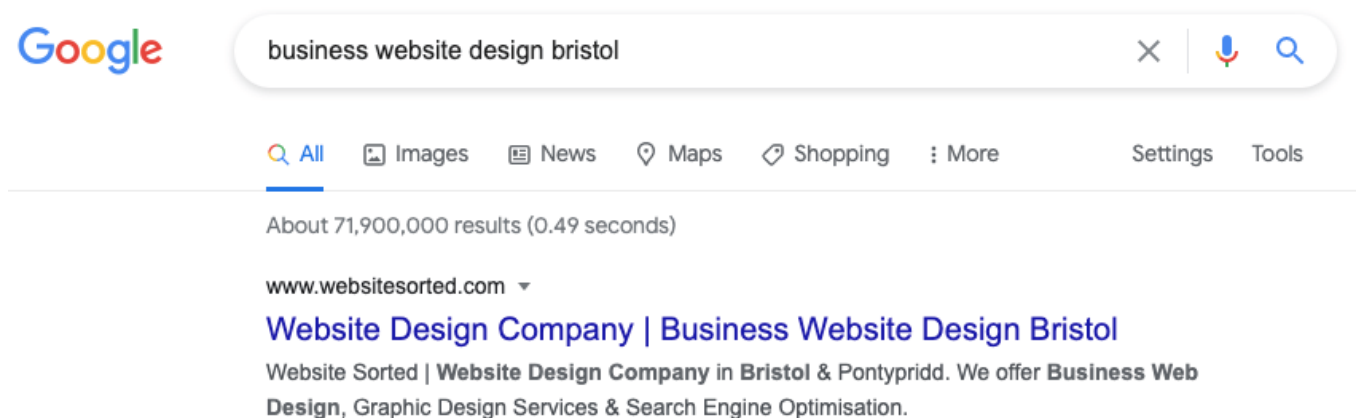 Google
business website design bristol
All Images News Maps Shopping More Settings Tools
About 71,900,000 results (0.49 seconds)
www.websitesorted.com
Website Design Company | Business Website Design Bristol
Website Sorted | Website Design Company in Bristol & Pontypridd. We offer Business Web
Design, Graphic Design Services & Search Engine Optimisation.